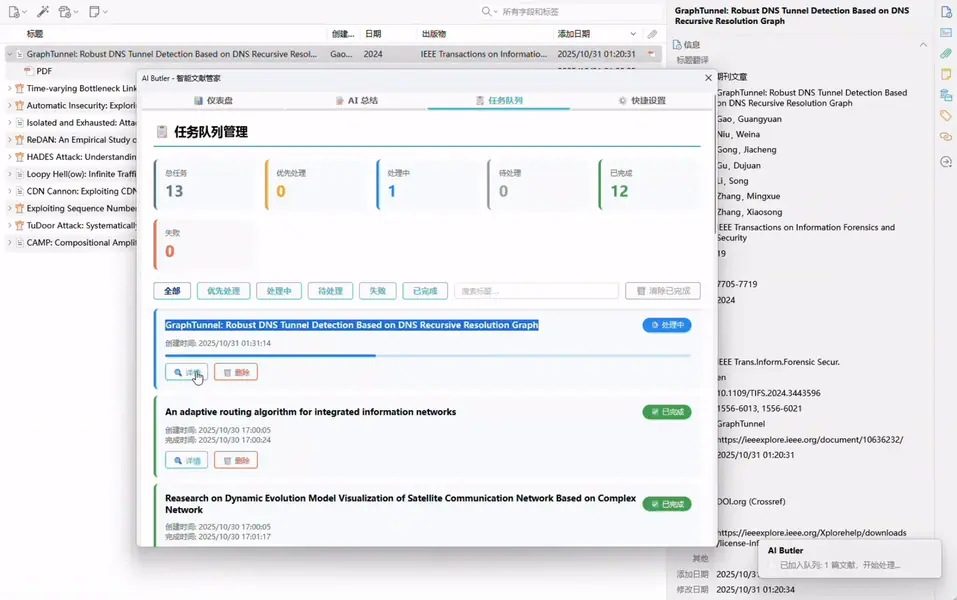 所有字段和标签
标题
创建...
日期
出版物
添加日期
GraphTunnel: Robust DNS Tunnel Detection Based on DNS Recursive Resol...
Gao...
2024
IEEE Transactions on Informatio...
2025/10/31 01:20:31
PDF
Time-varying Bottleneck Link
Automatic Insecurity: Explori
Isolated and Exhausted: Atta
ReDAN: An Empirical Study o
HADES Attack: Understandin
Loopy Hell(ow): Infinite Traffi
CDN Cannon: Exploiting CDN
Exploiting Sequence Number
TuDoor Attack: Systematically
CAMP: Compositional Amplif
AI Butler - 智能文献管家
仪表盘
AI 总结
任务队列
快捷设置
任务队列管理
总任务
13
优先处理
0
处理中
1
待处理
0
已完成
12
失败
0
全部
优先处理
处理中
待处理
失败
已完成
搜索标题...
清除已完成
GraphTunnel: Robust DNS Tunnel Detection Based on DNS Recursive Resolution Graph
处理中
创建时间: 2025/10/31 01:31:14
详情
删除
An adaptive routing algorithm for integrated information networks
已完成
创建时间: 2025/10/30 17:00:05
完成时间: 2025/10/30 17:00:24
详情
删除
Reasearch on Dynamic Evolution Model Visualization of Satellite Communication Network Based on Complex
Network
已完成
创建时间: 2025/10/30 17:00:05
完成时间: 2025/10/30 17:01:17
GraphTunnel: Robust DNS Tunnel Detection Based on DNS
Recursive Resolution Graph
信息
标题翻译
期刊文章
GraphTunnel: Robust DNS Tunnel Detection Based
on DNS Recursive Resolution Graph
Gao, Guangyuan
Niu, Weina
Gong, Jiacheng
Gu, Dujuan
Li, Song
Zhang, Mingxue
Zhang, Xiaosong
IEEE Transactions on Information Forensics and
Security
19
7705-7719
2024
IEEE Trans.Inform.Forensic Secur.
en
10.1109/TIFS.2024.3443596
1556-6013, 1556-6021
GraphTunnel
https://ieeexplore.ieee.org/document/10636232/
2025/10/31 01:20:31
DOI.org (Crossref)
https://ieeexplore.ieee.org/Xplorehelp/downloads
/license-inf
其他
添加日期
2025/10/31
修改日期
2025/10/31 01:20:34
AI Butler
已加入队列: 1 篇文献，开始处理...